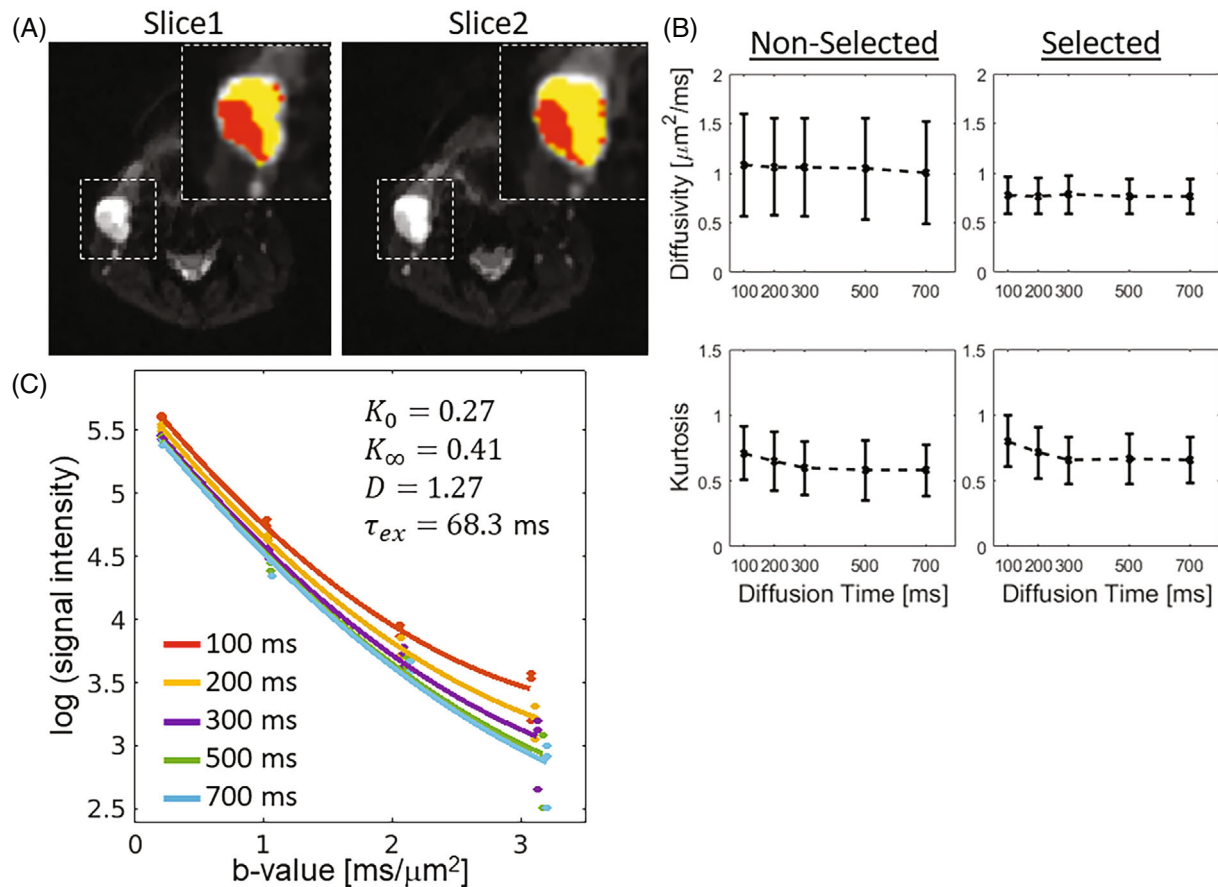 (A)
Slice1
Slice2
(B)
Non-Selected
Selected
Diffusivity [μm²/ms]
2
1.5
1
0.5
0
100 200 300 500 700
2
1.5
1
0.5
0
100 200 300 500 700
Kurtosis
1.5
1
0.5
0
100 200 300 500 700
Diffusion Time [ms]
1.5
1
0.5
0
100 200 300 500 700
Diffusion Time [ms]
(C)
log (signal intensity)
5.5
5
4.5
4
3.5
3
2.5
K₀ = 0.27
K∞ = 0.41
D = 1.27
τₑₓ = 68.3 ms
100 ms
200 ms
300 ms
500 ms
700 ms
0 1 2 3
b-value [ms/μm²]